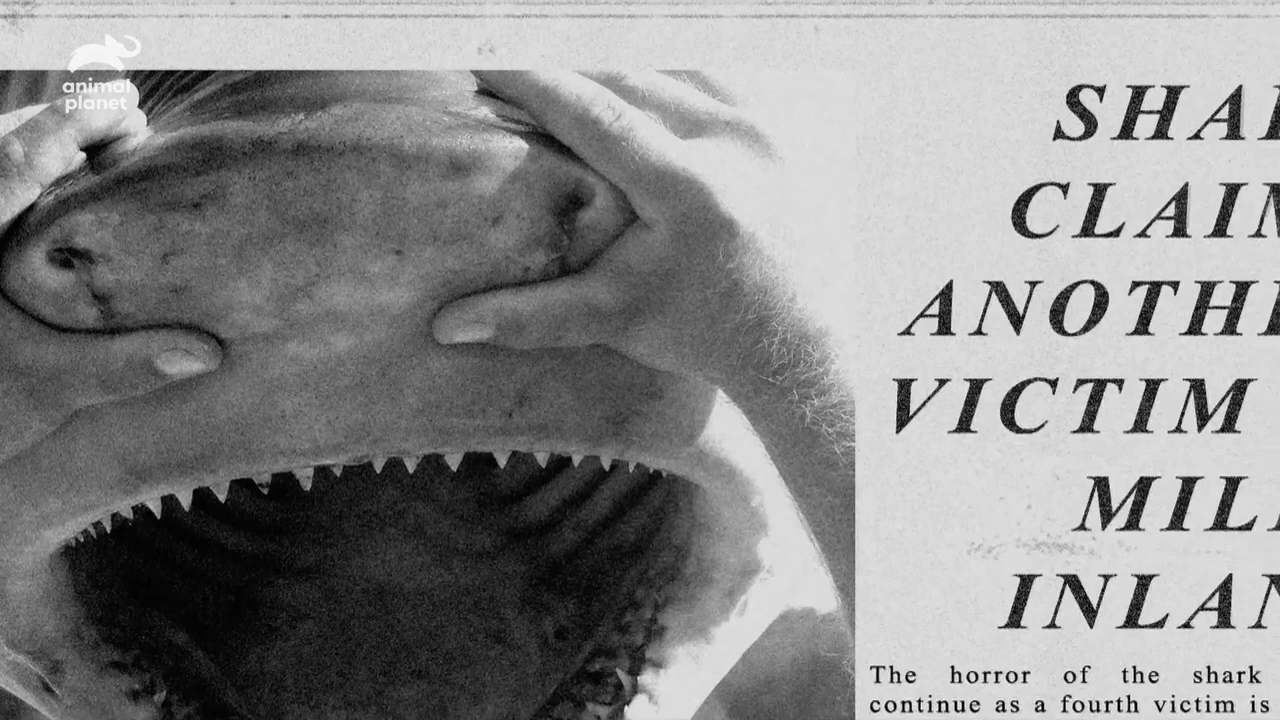 animal
planet
SHA
CLAI
ANOTH
VICTIM
MIL
INLAN
The horror of the shark
continue as a fourth victim is